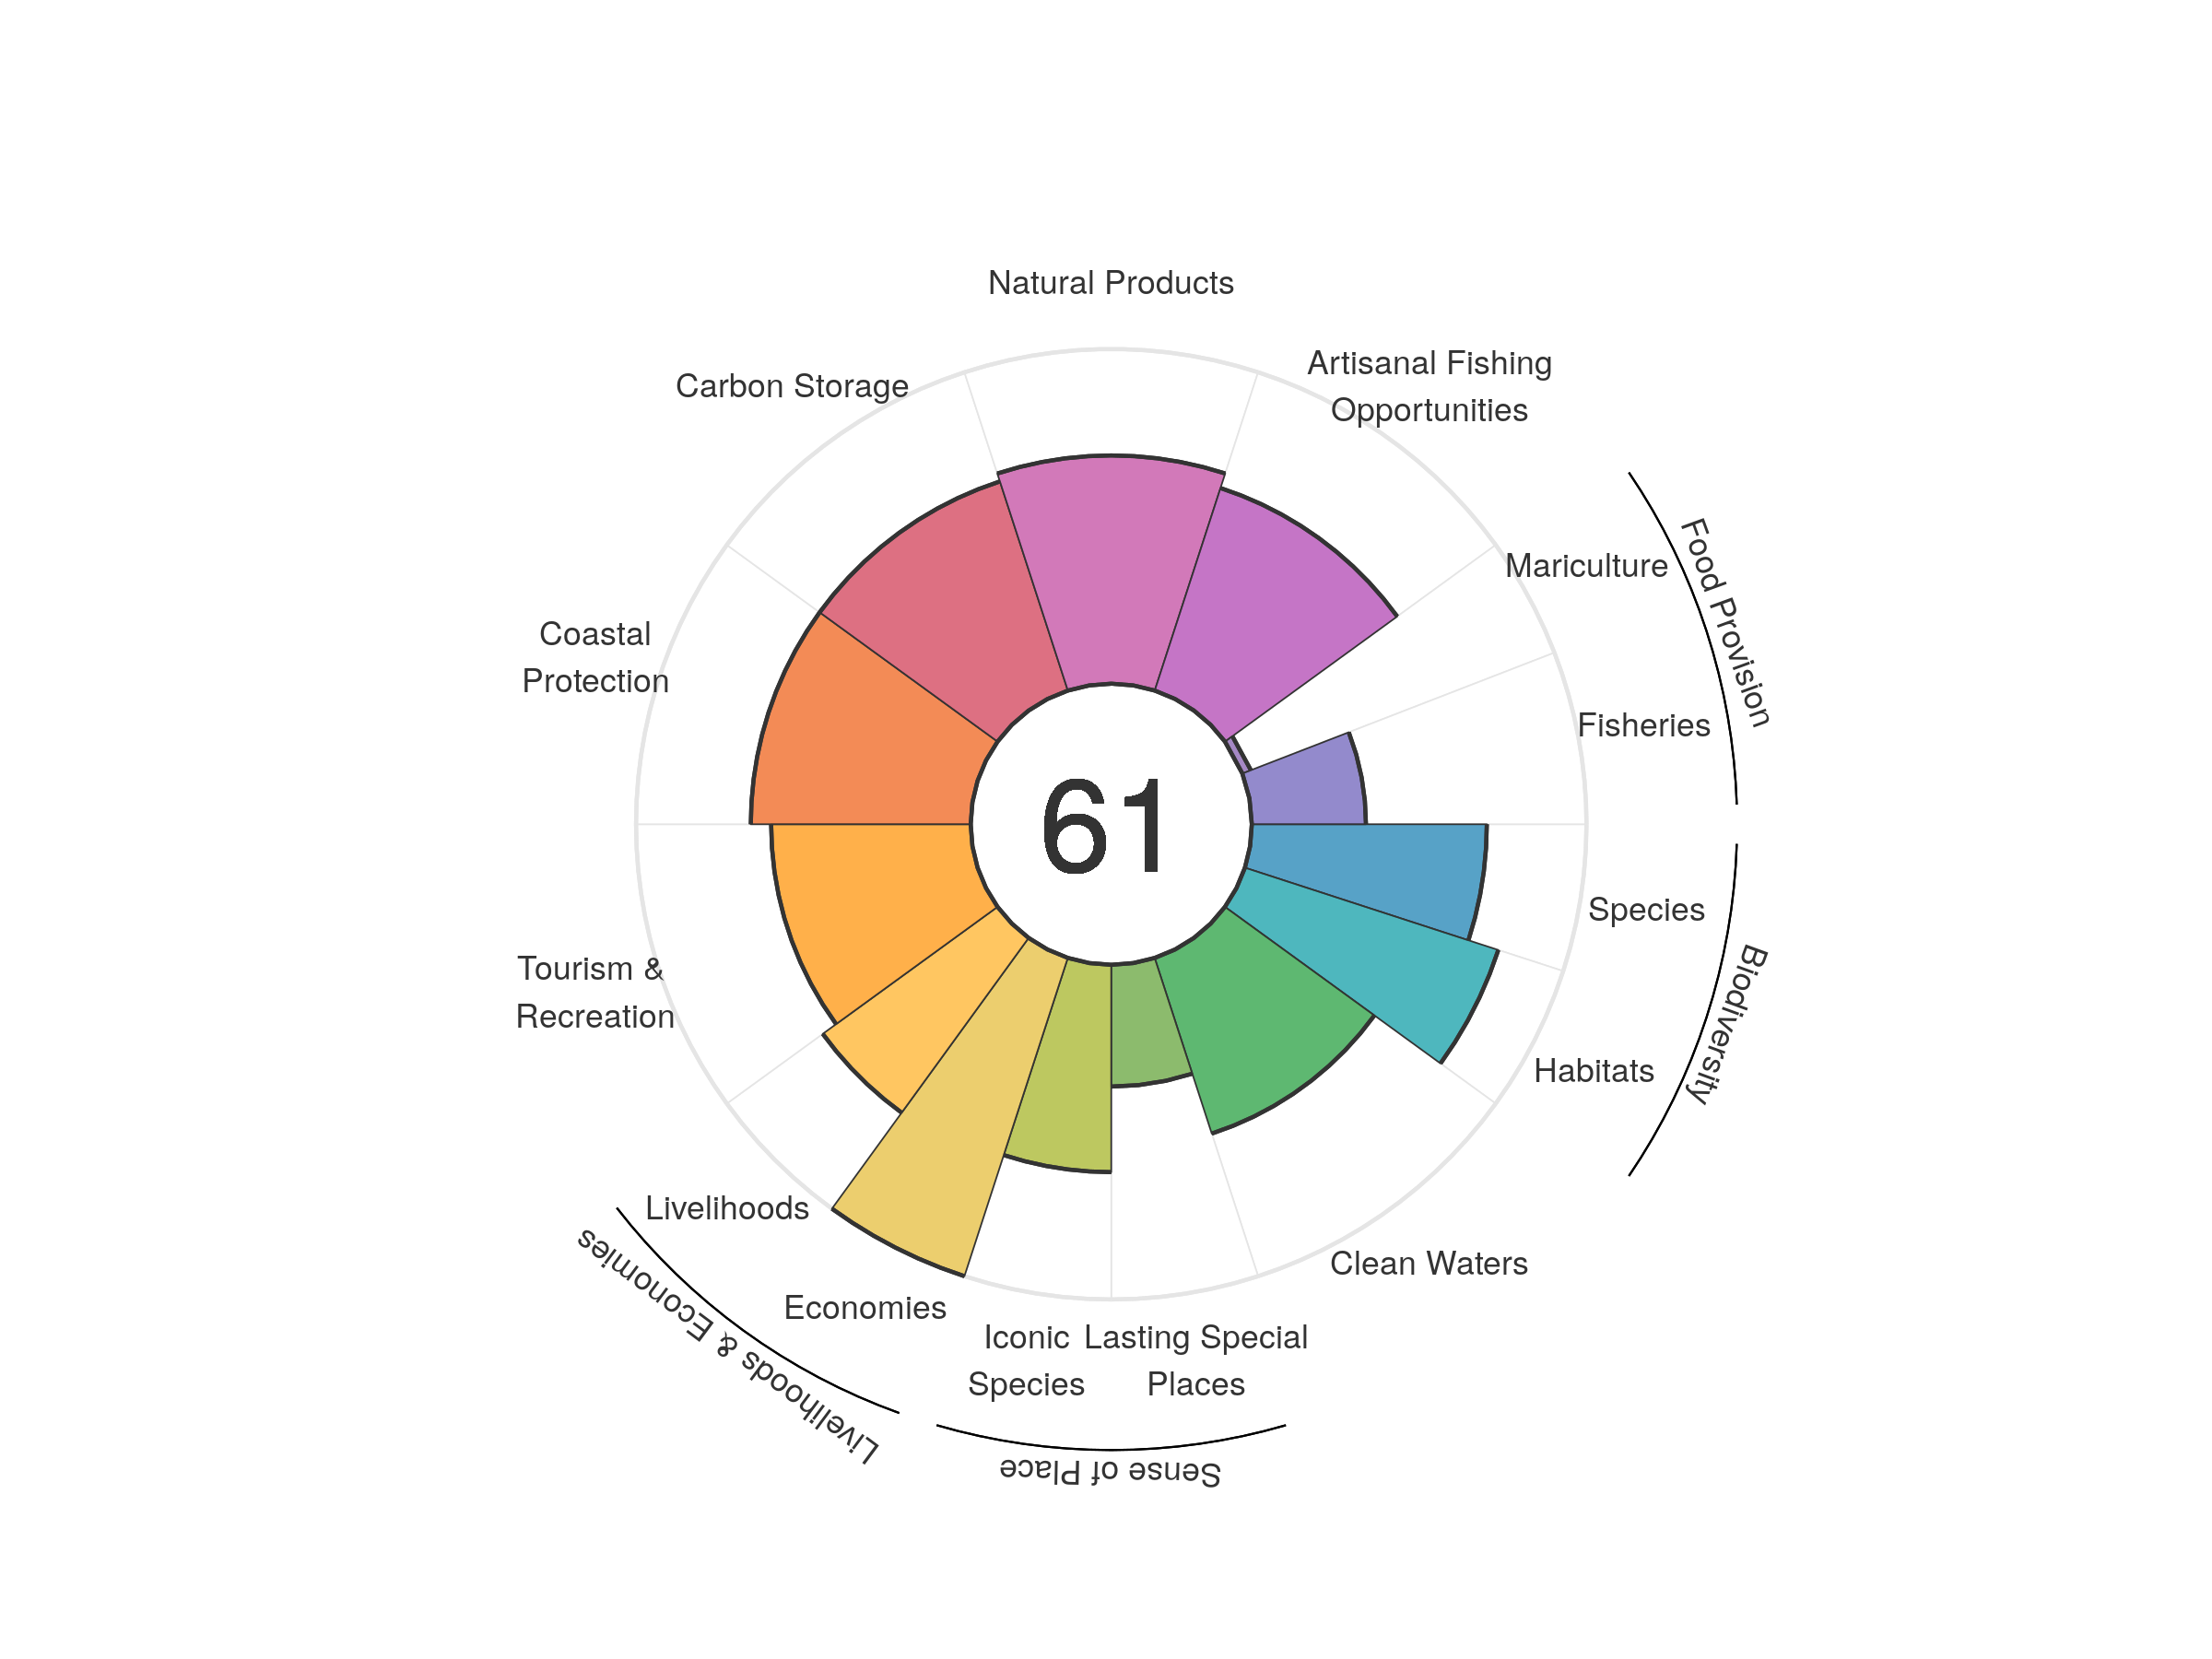 Natural Products
Artisanal Fishing
Opportunities
Carbon Storage
Mariculture
Food Provision
Coastal
Protection
Fisheries
61
Species
Biodiversity
Tourism &
Recreation
Habitats
Livelihoods
Clean Waters
Economies
Livelihoods & Economies
Iconic
Species
Lasting Special
Places
Sense of Place